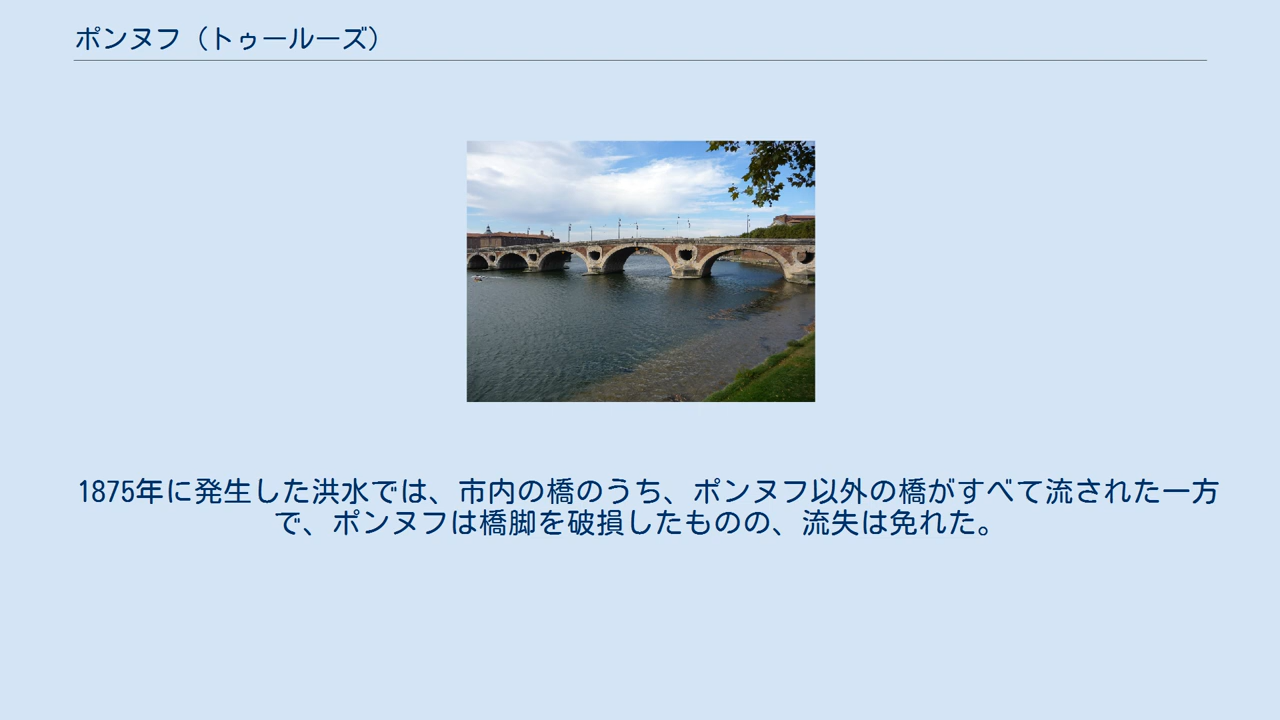 ポンヌフ（トゥールーズ）
1875年に発生した洪水では、市内の橋のうち、ポンヌフ以外の橋がすべて流された一方
で、ポンヌフは橋脚を破損したものの、流失は免れた。